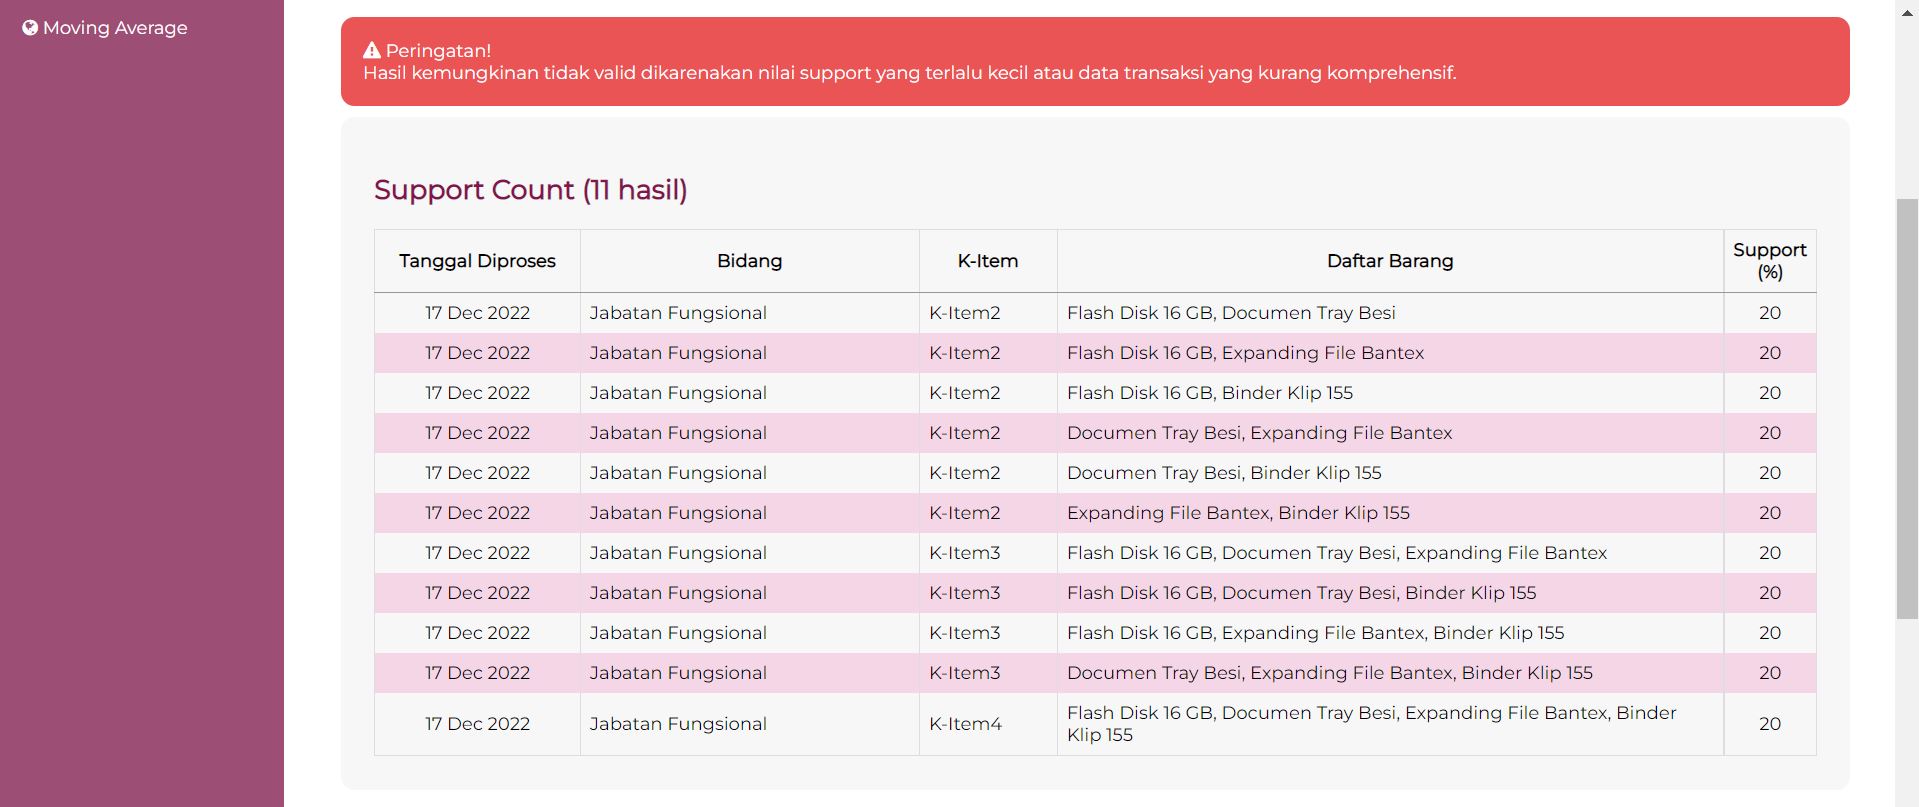 Moving Average
Peringatan!
Hasil kemungkinan tidak valid dikarenakan nilai support yang terlalu kecil atau data transaksi yang kurang komprehensif.
Support Count (11 hasil)
Tanggal Diproses Bidang K-Item Daftar Barang Support (%)
17 Dec 2022 Jabatan Fungsional K-Item2 Flash Disk 16 GB, Documen Tray Besi 20
17 Dec 2022 Jabatan Fungsional K-Item2 Flash Disk 16 GB, Expanding File Bantex 20
17 Dec 2022 Jabatan Fungsional K-Item2 Flash Disk 16 GB, Binder Klip 155 20
17 Dec 2022 Jabatan Fungsional K-Item2 Documen Tray Besi, Expanding File Bantex 20
17 Dec 2022 Jabatan Fungsional K-Item2 Documen Tray Besi, Binder Klip 155 20
17 Dec 2022 Jabatan Fungsional K-Item2 Expanding File Bantex, Binder Klip 155 20
17 Dec 2022 Jabatan Fungsional K-Item3 Flash Disk 16 GB, Documen Tray Besi, Expanding File Bantex 20
17 Dec 2022 Jabatan Fungsional K-Item3 Flash Disk 16 GB, Documen Tray Besi, Binder Klip 155 20
17 Dec 2022 Jabatan Fungsional K-Item3 Flash Disk 16 GB, Expanding File Bantex, Binder Klip 155 20
17 Dec 2022 Jabatan Fungsional K-Item3 Documen Tray Besi, Expanding File Bantex, Binder Klip 155 20
17 Dec 2022 Jabatan Fungsional K-Item4 Flash Disk 16 GB, Documen Tray Besi, Expanding File Bantex, Binder
Klip 155 20